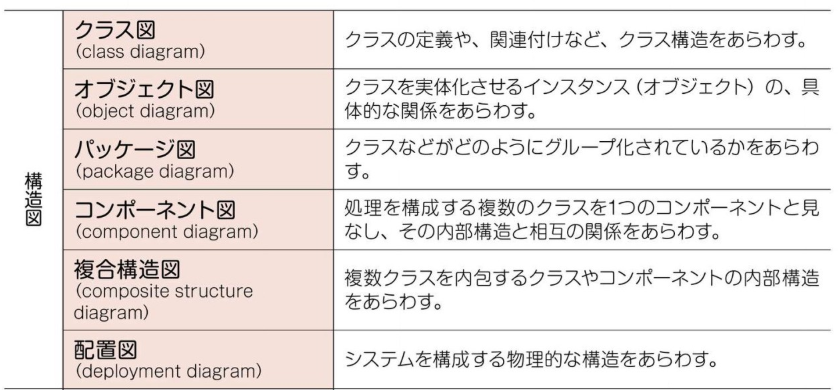 構造図
クラス図
(class diagram)
クラスの定義や、関連付けなど、クラス構造をあらわす。
オブジェクト図
(object diagram)
クラスを実体化させるインスタンス（オブジェクト）の、具
体的な関係をあらわす。
パッケージ図
(package diagram)
クラスなどがどのようにグループ化されているかをあらわ
す。
コンポーネント図
(component diagram)
処理を構成する複数のクラスを1つのコンポーネントと見
なし、その内部構造と相互の関係をあらわす。
複合構造図
(composite structure
diagram)
複数クラスを内包するクラスやコンポーネントの内部構造
をあらわす。
配置図
(deployment diagram)
システムを構成する物理的な構造をあらわす。